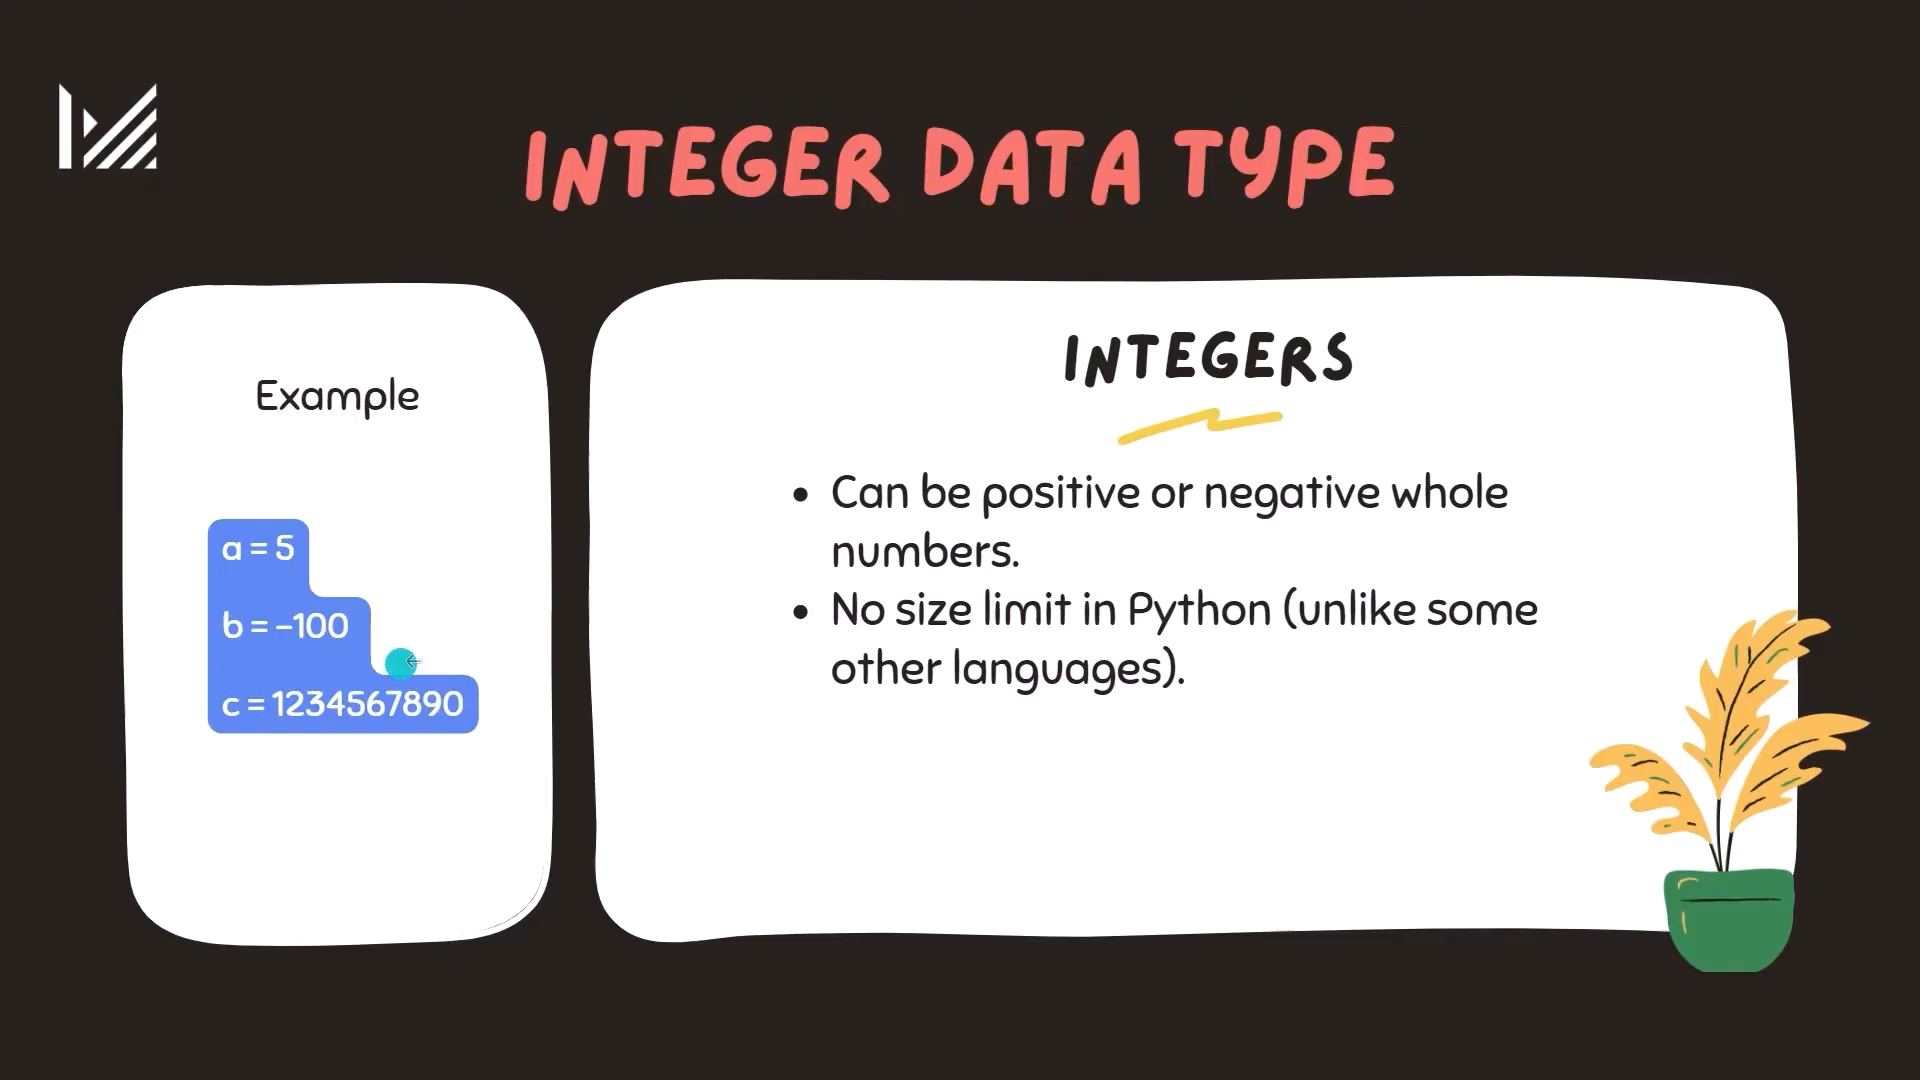 INTEGER DATA TYPE
Example
a = 5
b = -100
c = 1234567890
INTEGERS
• Can be positive or negative whole
numbers.
• No size limit in Python (unlike some
other languages).